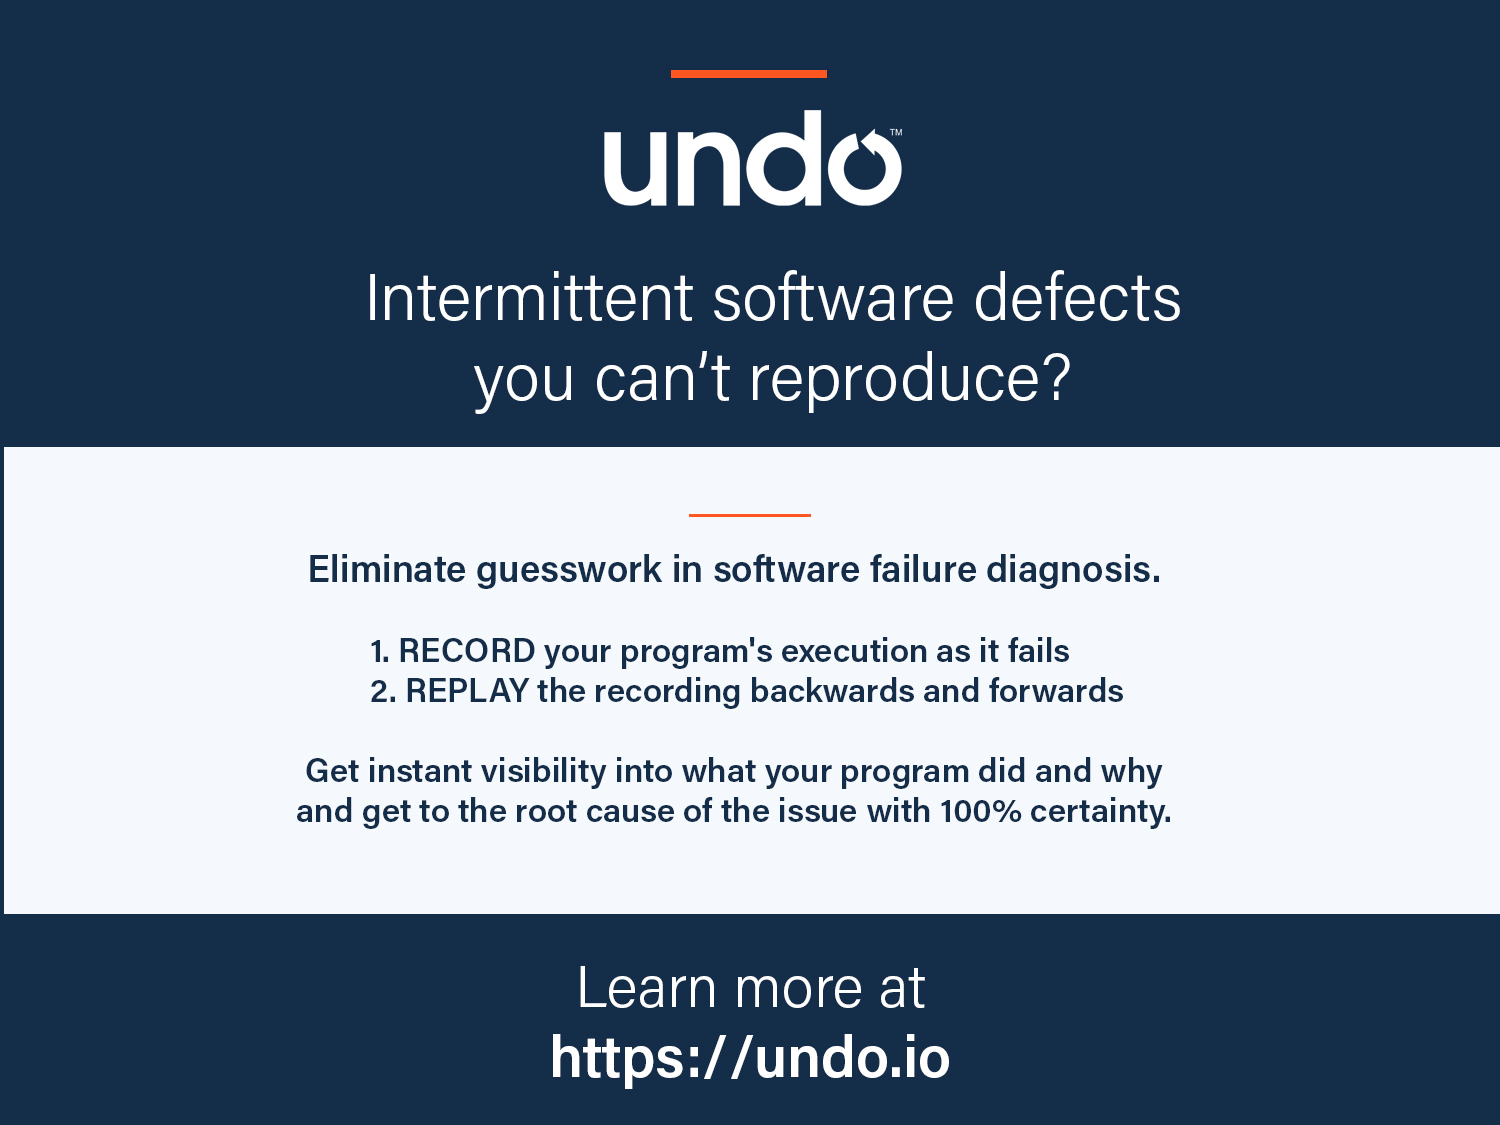 undo™
Intermittent software defects
you can't reproduce?
Eliminate guesswork in software failure diagnosis.
1. RECORD your program's execution as it fails
2. REPLAY the recording backwards and forwards
Get instant visibility into what your program did and why
and get to the root cause of the issue with 100% certainty.
Learn more at
https://undo.io